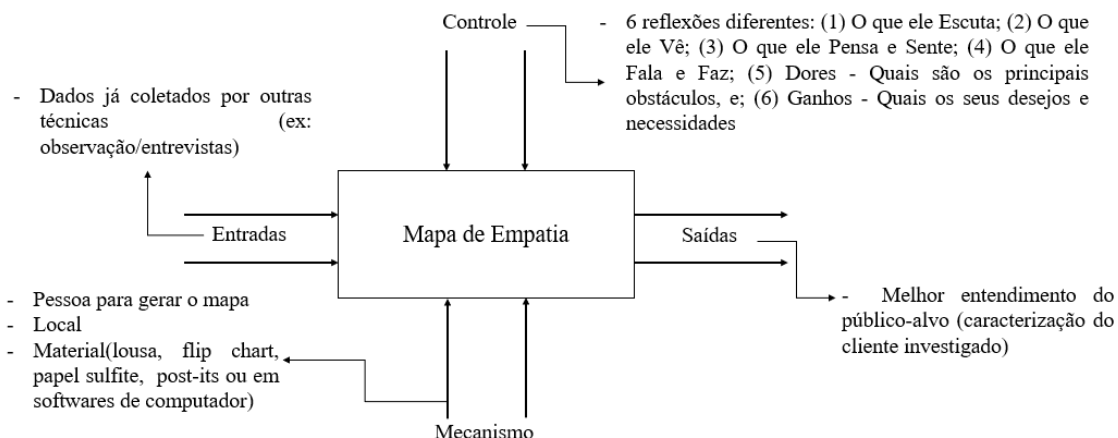 Controle
- 6 reflexões diferentes: (1) O que ele Escuta; (2) O que
ele Vê; (3) O que ele Pensa e Sente; (4) O que ele
Fala e Faz; (5) Dores - Quais são os principais
obstáculos, e; (6) Ganhos - Quais os seus desejos e
necessidades
- Dados já coletados por outras
técnicas (ex:
observação/entrevistas)
Entradas
Mapa de Empatia
Saídas
- Pessoa para gerar o mapa
- Local
- Material(lousa, flip chart,
papel sulfite, post-its ou em
softwares de computador)
- Melhor entendimento do
público-alvo (caracterização do
cliente investigado)
Mecanismo